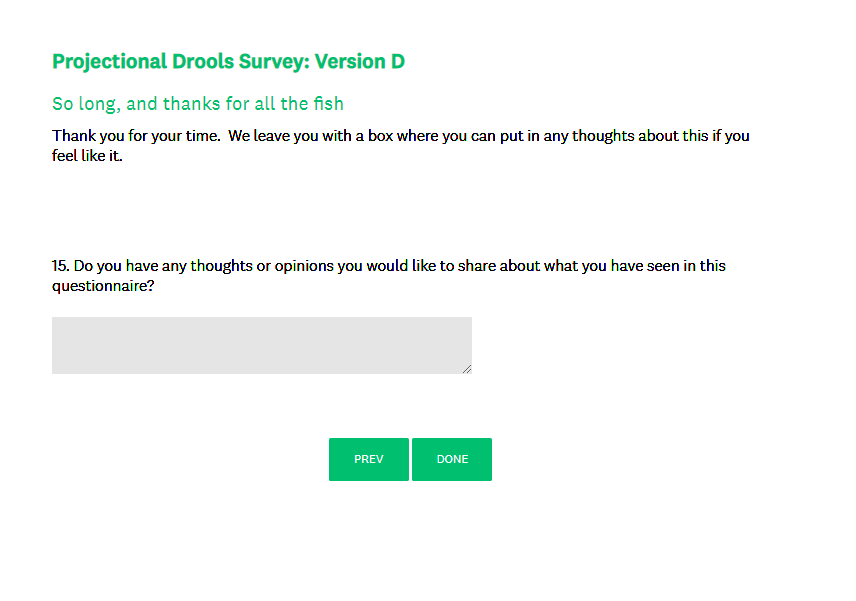 Projectional Drools Survey: Version D
So long, and thanks for all the fish
Thank you for your time.  We leave you with a box where you can put in any thoughts about this if you
feel like it.
15. Do you have any thoughts or opinions you would like to share about what you have seen in this
questionnaire?
PREV DONE